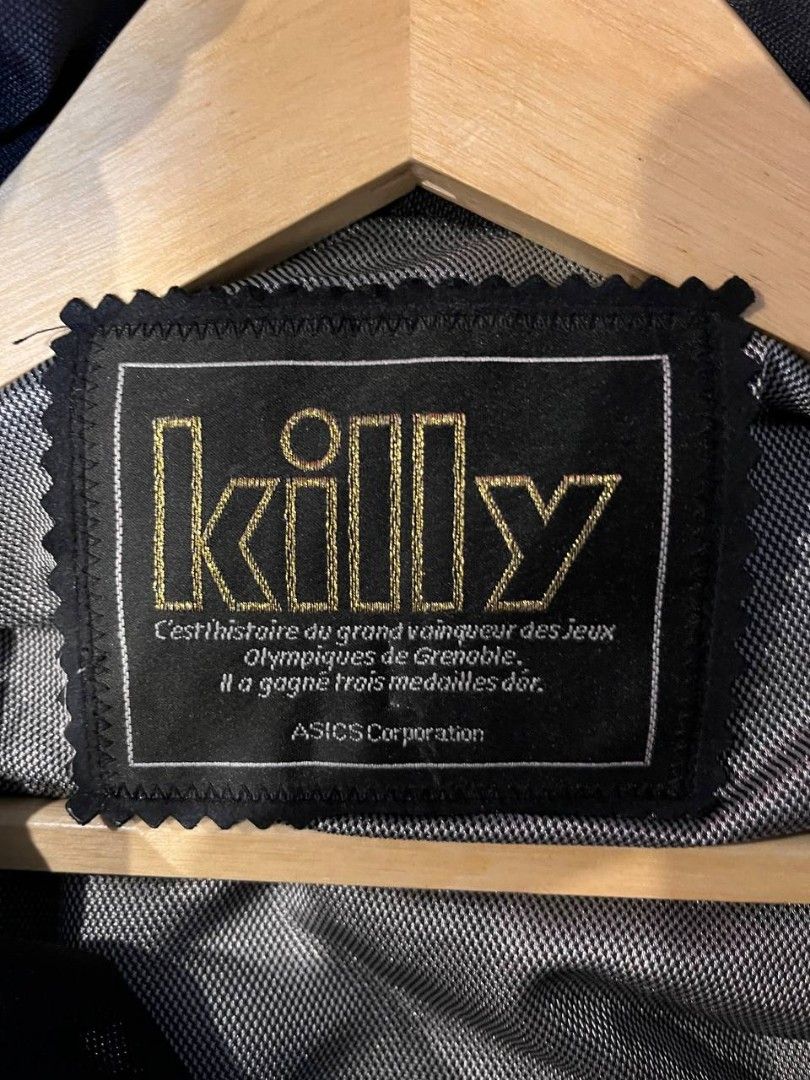 killy
C'est l'histoire du grand vainqueur des Jeux
Olympiques de Grenoble.
Il a gagné trois medailles dór.
ASICS Corporation